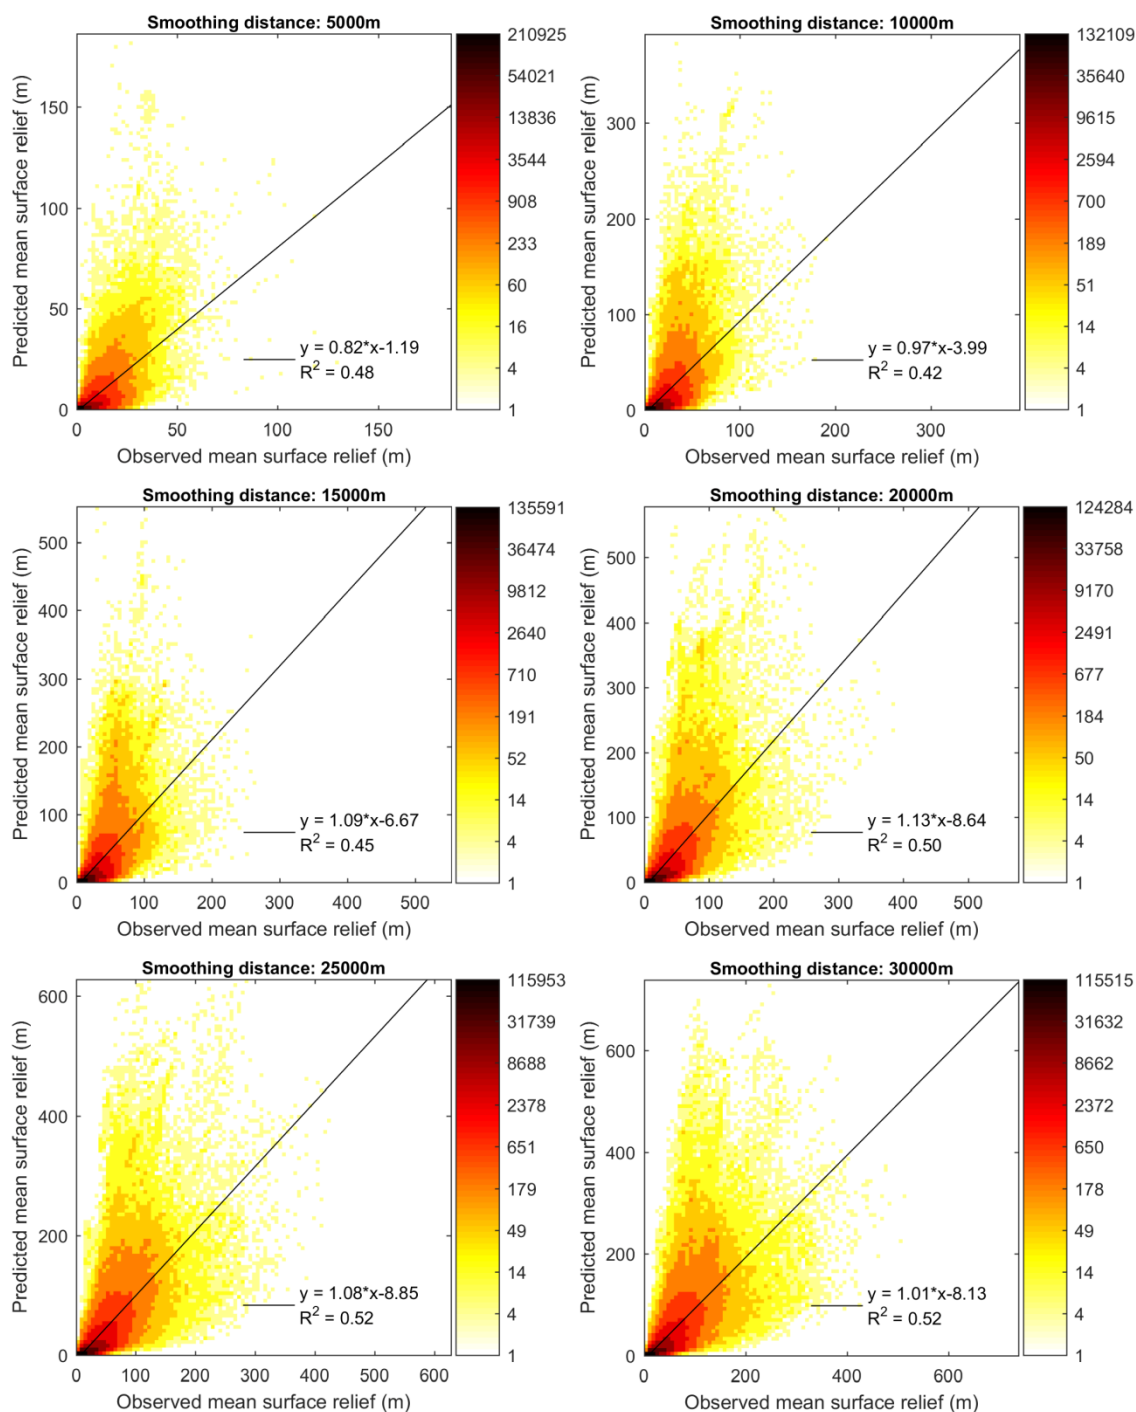 Smoothing distance: 5000m
Predicted mean surface relief (m)
150
100
50
0
0 50 100 150
Observed mean surface relief (m)
y = 0.82*x-1.19
R² = 0.48
210925
54021
13836
3544
908
233
60
16
4
1
Smoothing distance: 10000m
Predicted mean surface relief (m)
300
200
100
0
0 100 200 300
Observed mean surface relief (m)
y = 0.97*x-3.99
R² = 0.42
132109
35640
9615
2594
700
189
51
14
4
1
Smoothing distance: 15000m
Predicted mean surface relief (m)
500
400
300
200
100
0
0 100 200 300 400 500
Observed mean surface relief (m)
y = 1.09*x-6.67
R² = 0.45
135591
36474
9812
2640
710
191
52
14
4
1
Smoothing distance: 20000m
Predicted mean surface relief (m)
500
400
300
200
100
0
0 100 200 300 400 500
Observed mean surface relief (m)
y = 1.13*x-8.64
R² = 0.50
124284
33758
9170
2491
677
184
50
14
4
1
Smoothing distance: 25000m
Predicted mean surface relief (m)
600
400
200
0
0 100 200 300 400 500 600
Observed mean surface relief (m)
y = 1.08*x-8.85
R² = 0.52
115953
31739
8688
2378
651
179
49
14
4
1
Smoothing distance: 30000m
Predicted mean surface relief (m)
600
400
200
0
0 200 400 600
Observed mean surface relief (m)
y = 1.01*x-8.13
R² = 0.52
115515
31632
8662
2372
650
178
49
14
4
1